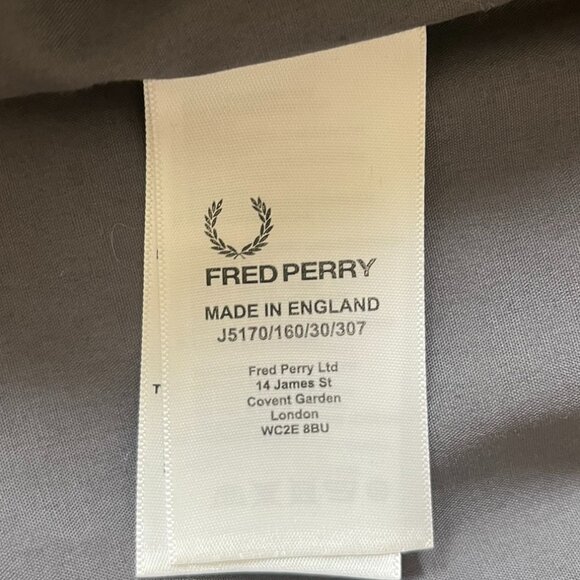 FRED PERRY
MADE IN ENGLAND
J5170/160/30/307
Fred Perry Ltd
14 James St
Covent Garden
London
WC2E 8BU
T